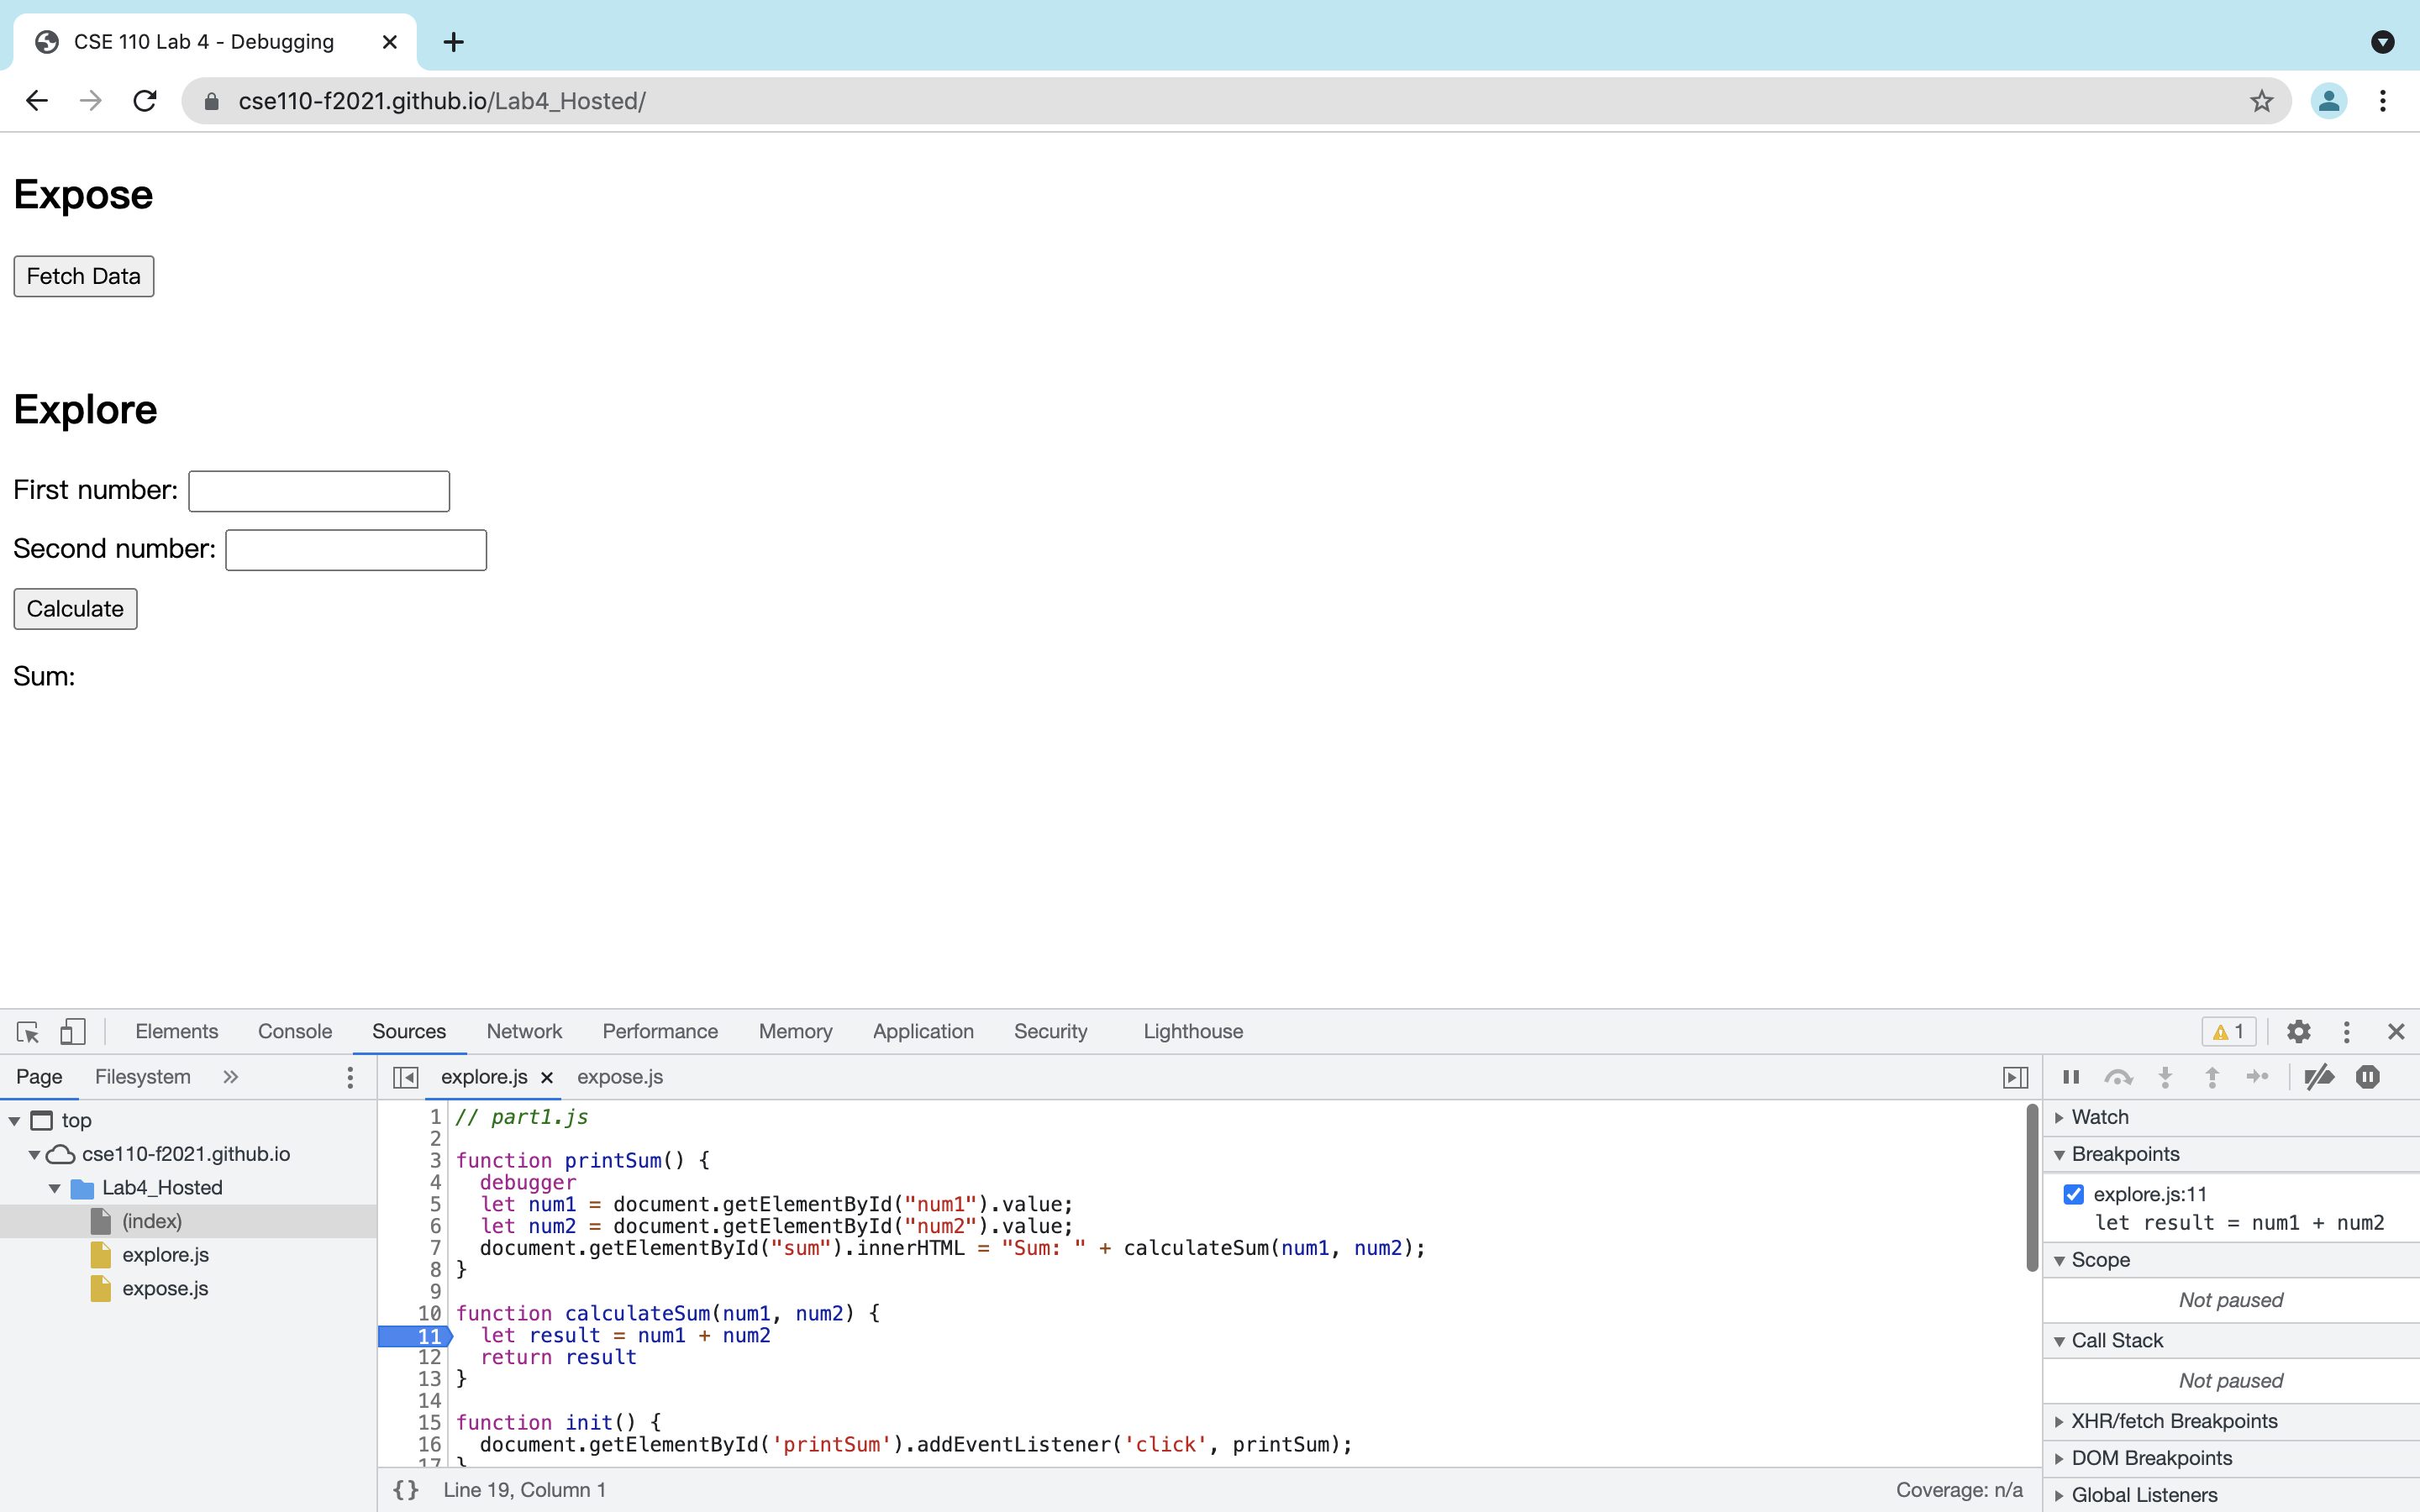 CSE 110 Lab 4 - Debugging
cse110-f2021.github.io/Lab4_Hosted/
Expose
Fetch Data
Explore
First number:
Second number:
Calculate
Sum:
Elements Console Sources Network Performance Memory Application Security Lighthouse 1
Page Filesystem
top
cse110-f2021.github.io
Lab4_Hosted
(index)
explore.js
expose.js
explore.js expose.js
1 // part1.js
2
3 function printSum() {
4 debugger
5 let num1 = document.getElementById("num1").value;
6 let num2 = document.getElementById("num2").value;
7 document.getElementById("sum").innerHTML = "Sum: " + calculateSum(num1, num2);
8 }
9
10 function calculateSum(num1, num2) {
11 let result = num1 + num2
12 return result
13 }
14
15 function init() {
16 document.getElementById('printSum').addEventListener('click', printSum);
17 }
{} Line 19, Column 1 Coverage: n/a
Watch
Breakpoints
explore.js:11
let result = num1 + num2
Scope
Not paused
Call Stack
Not paused
XHR/fetch Breakpoints
DOM Breakpoints
Global Listeners